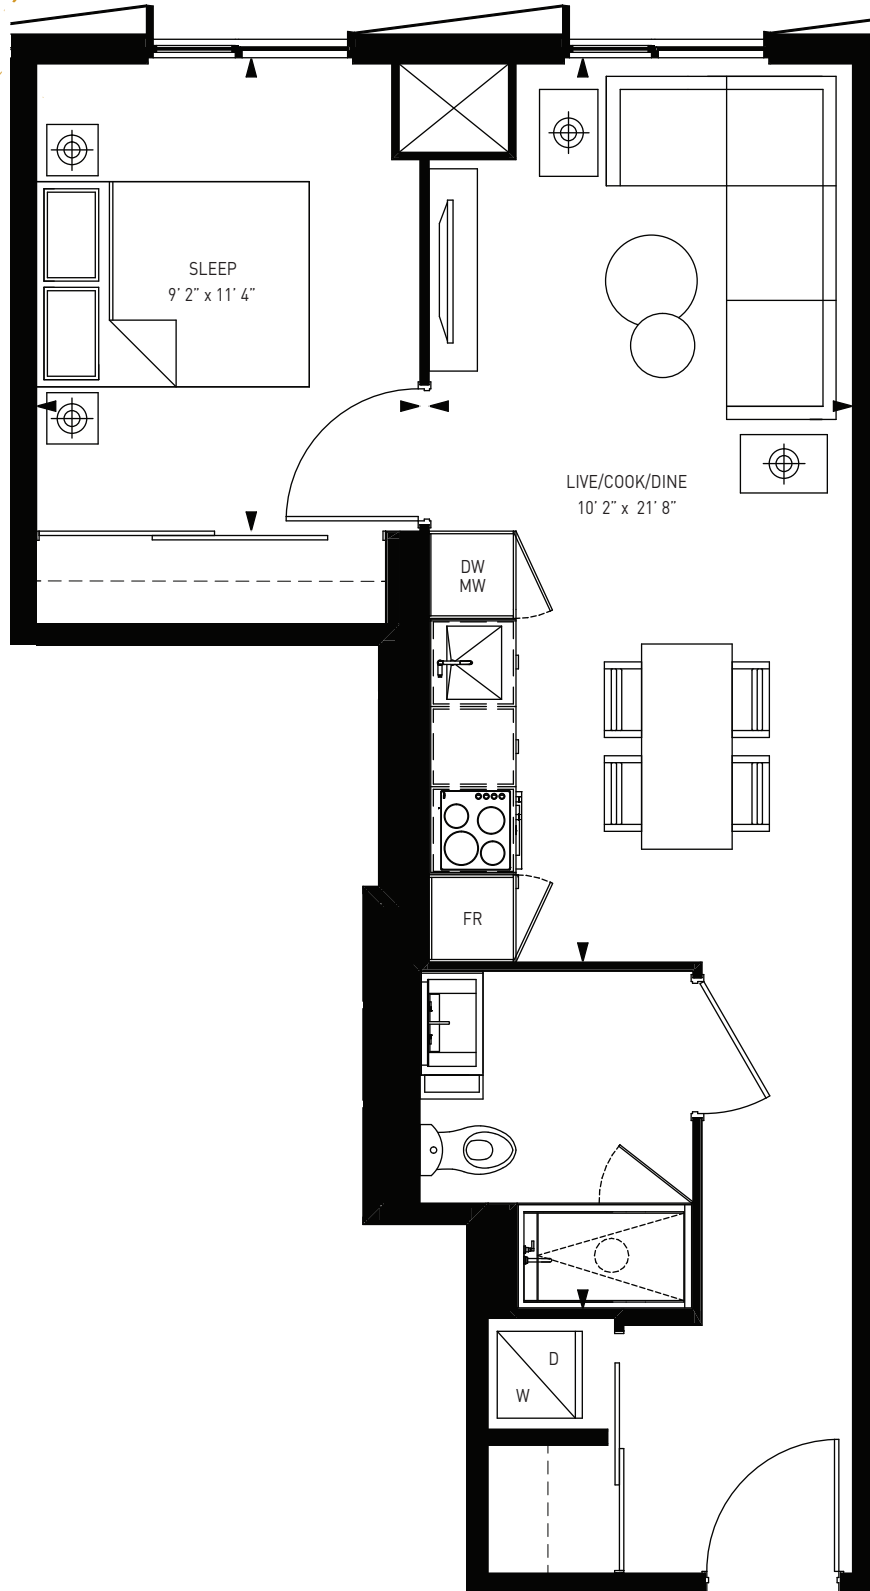 SLEEP
9' 2" x 11' 4"
LIVE/COOK/DINE
10' 2" x 21' 8"
DW
MW
FR
D
W